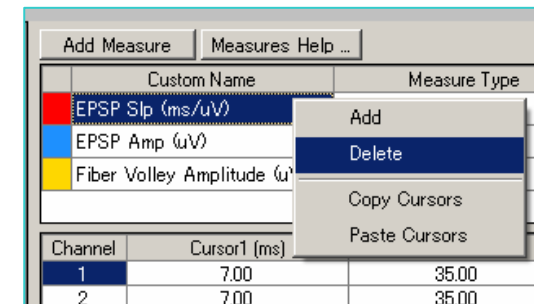 Add Measure Measures Help ...
Custom Name Measure Type
EPSP Slp (ms/uV)
Add
EPSP Amp (uV)
Delete
Fiber Volley Amplitude (u
Copy Cursors
Paste Cursors
Channel Cursor1 (ms)
1 7.00 35.00
2 7.00 35.00